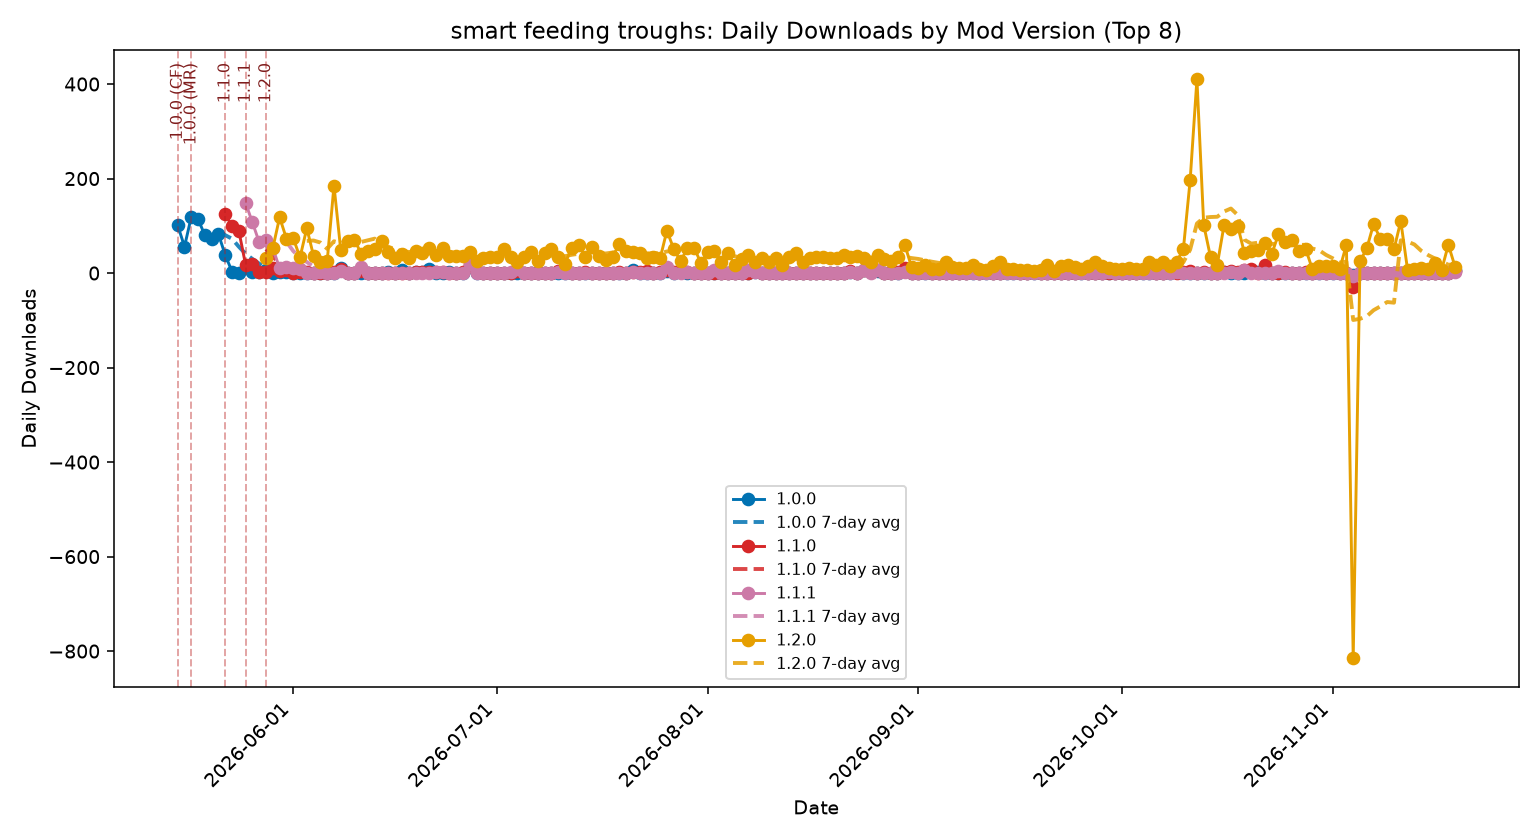 smart feeding troughs: Daily Downloads by Mod Version (Top 8)
1.0.0 (CF)
1.0.0 (MR)
1.1.0
1.1.1
1.2.0
Daily Downloads
400
200
0
−200
−400
−600
−800
1.0.0
1.0.0 7-day avg
1.1.0
1.1.0 7-day avg
1.1.1
1.1.1 7-day avg
1.2.0
1.2.0 7-day avg
2026-06-01
2026-07-01
2026-08-01
2026-09-01
2026-10-01
2026-11-01
Date